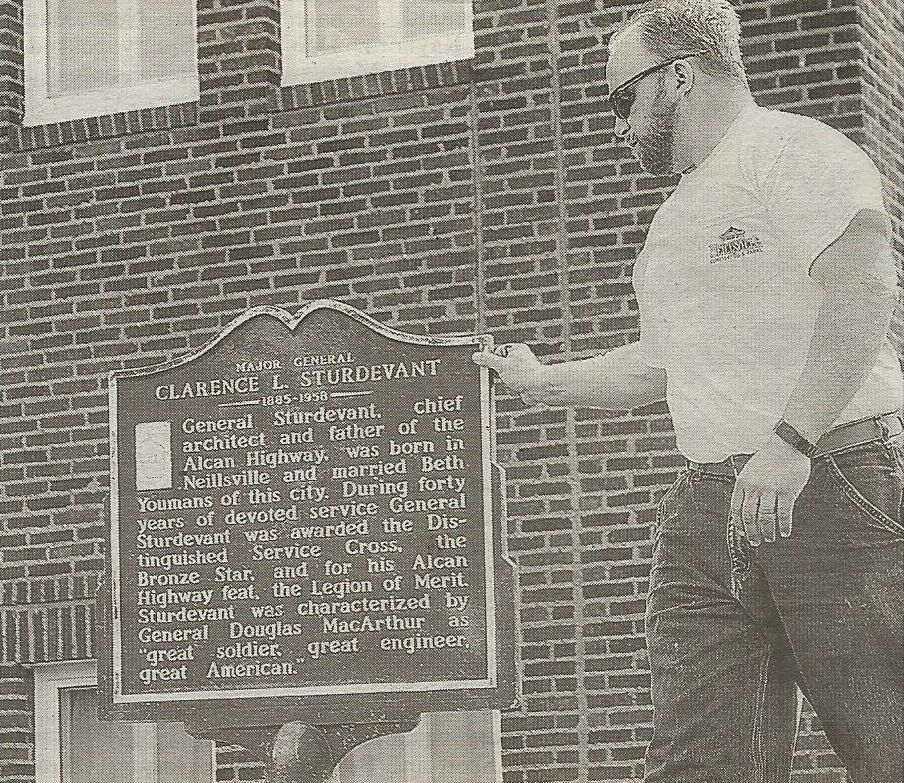 MAJOR GENERAL
CLARENCE L. STURDEVANT
1885-1958
General Sturdevant, chief
architect and father of the
Alcan Highway, was born in
Neillsville and married Beth
Youmans of this city. During forty
years of devoted service General
Sturdevant was awarded the Dis-
tinguished Service Cross, the
Bronze Star, and for his Alcan
Highway feat, the Legion of Merit.
Sturdevant was characterized by
General Douglas MacArthur as
"great soldier, great engineer,
great American."